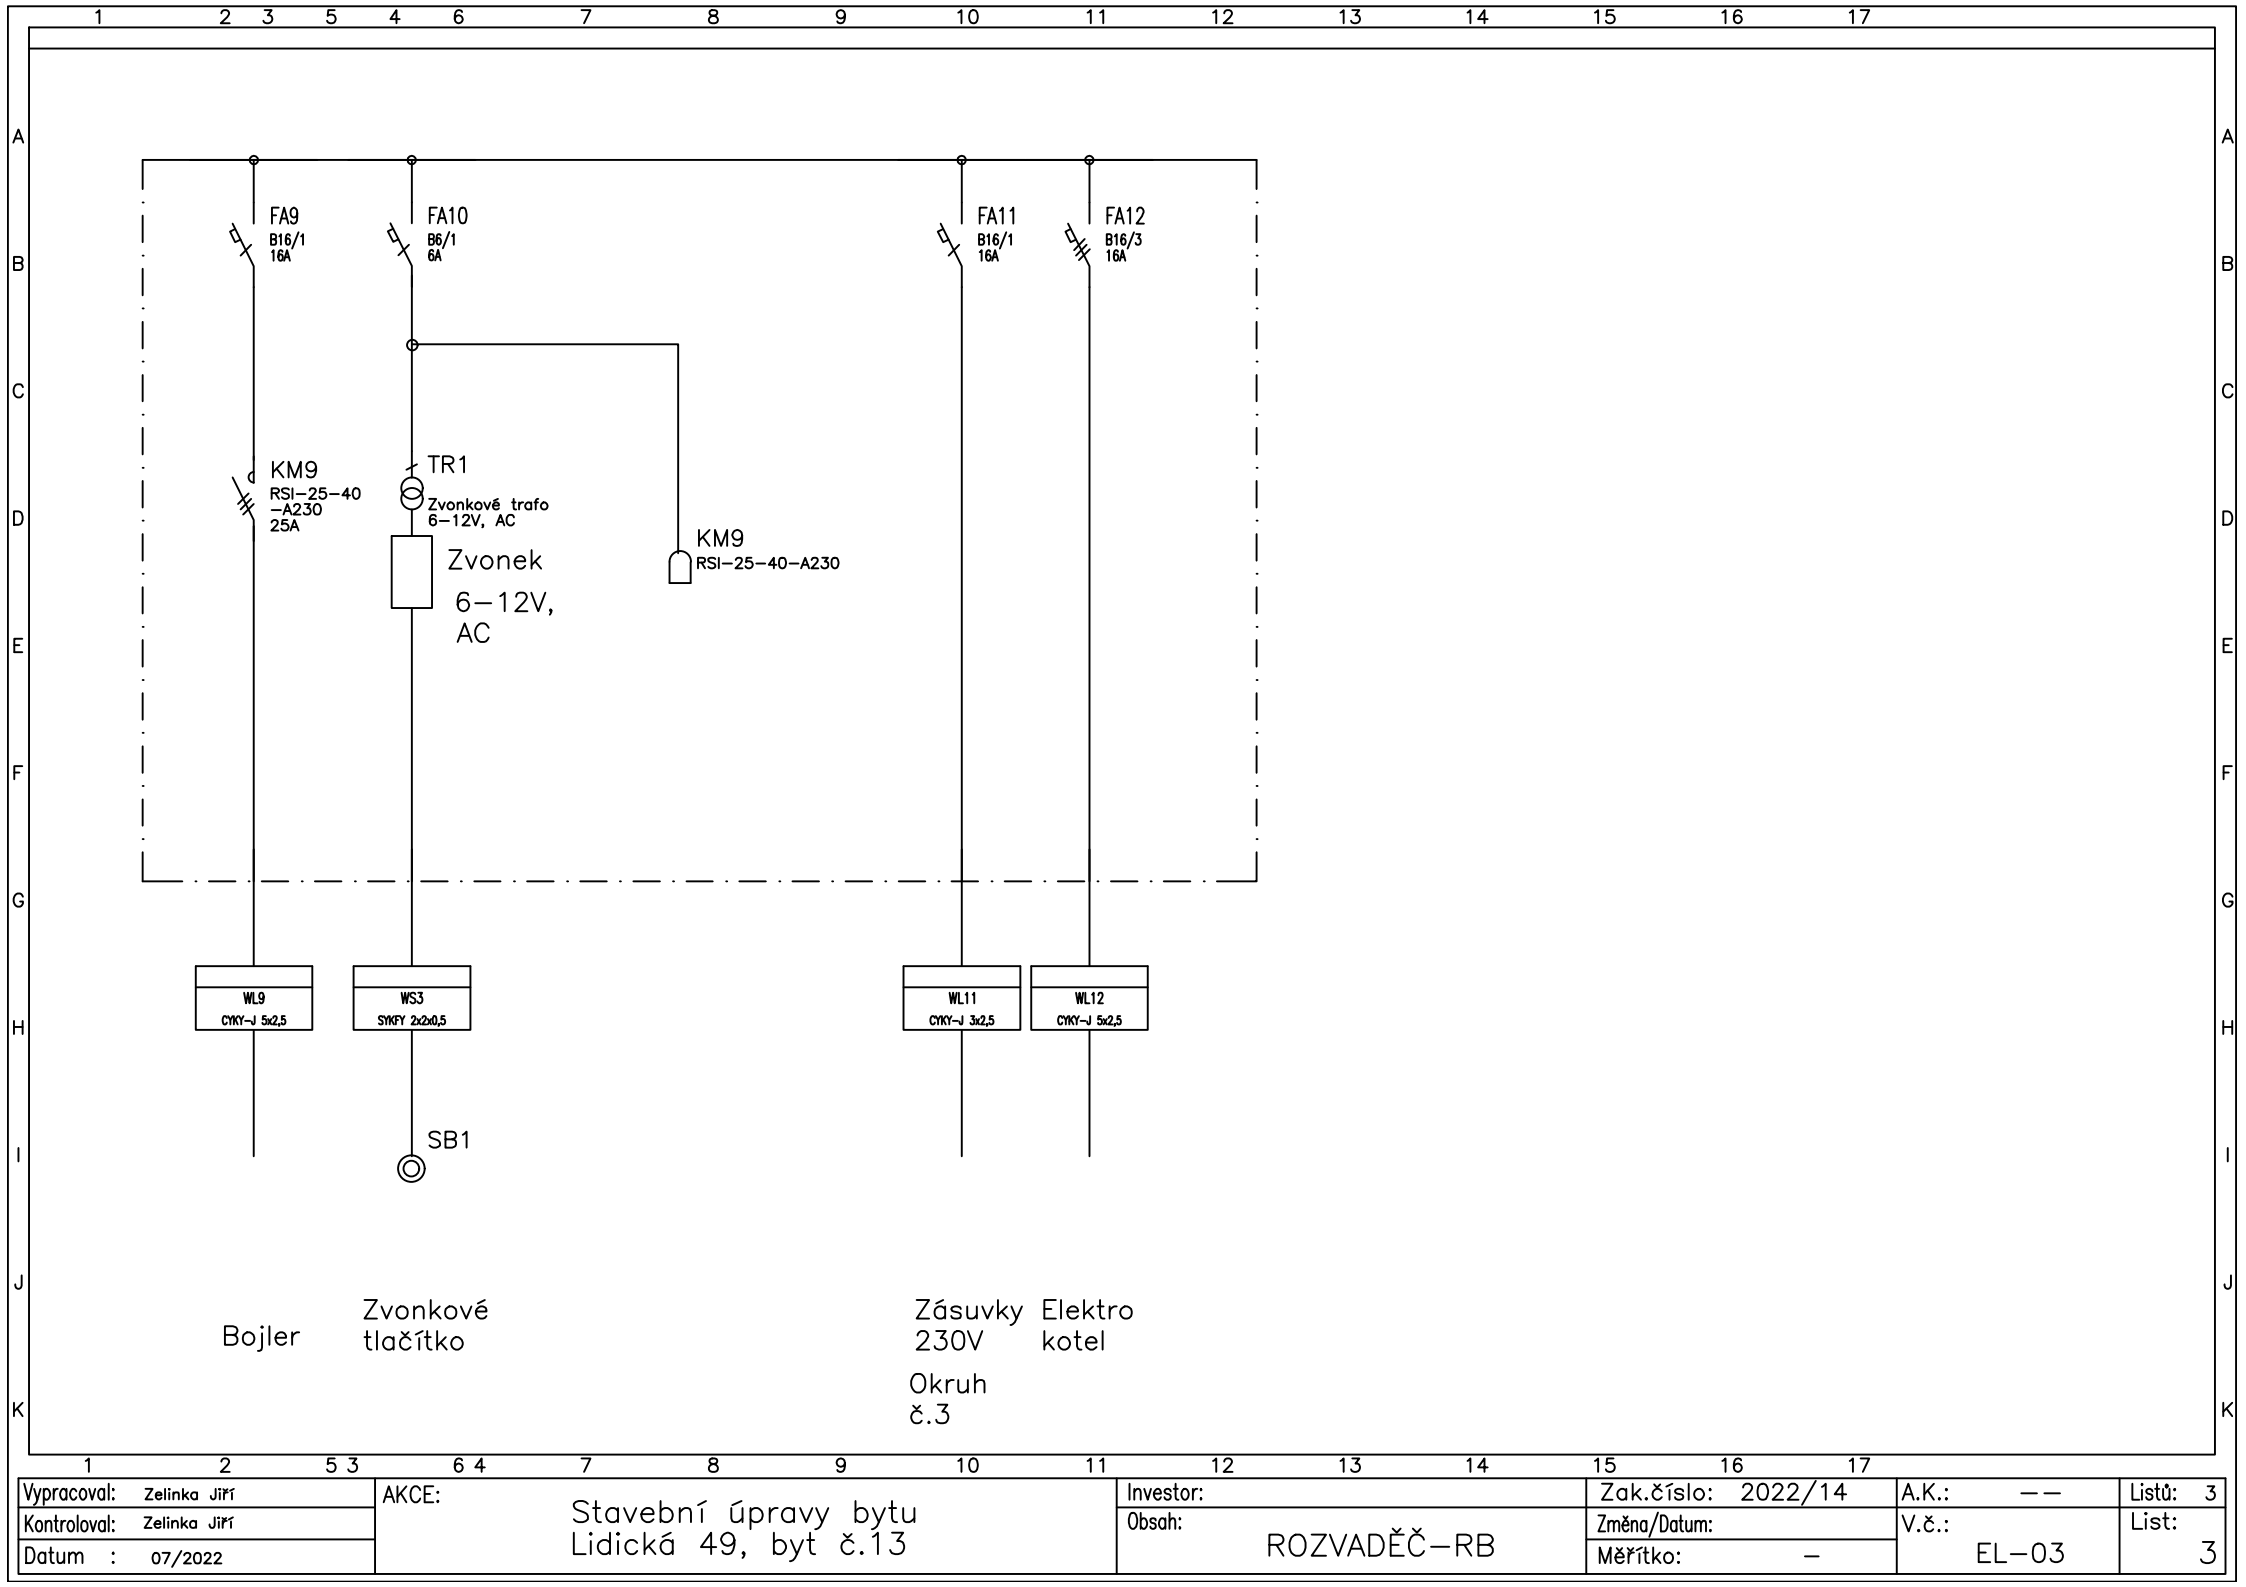 1 2 3 5 4 6 7 8 9 10 11 12 13 14 15 16 17
A A
FA9 FA10 FA11 FA12
B16/1 B6/1 B16/1 B16/3
16A 6A 16A 16A
B B
C C
KM9 TR1
RSI-25-40
-A230
25A
Zvonkové trafo
6-12V, AC
D D
KM9
RSI-25-40-A230
Zvonek
6-12V,
AC
E E
F F
G G
WL9 WS3 WL11 WL12
CYKY-J 5x2,5 SYKFY 2x2x0,5 CYKY-J 3x2,5 CYKY-J 5x2,5
H H
SB1
I I
J J
Bojler
Zvonkové
tlačítko
Zásuvky
230V
Okruh
č.3
Elektro
kotel
K K
1 2 5 3 6 4 7 8 9 10 11 12 13 14 15 16 17
Vypracoval: Zelinka Jiří
Kontroloval: Zelinka Jiří
Datum : 07/2022
AKCE:
Stavební úpravy bytu
Lidická 49, byt č.13
Investor:
Obsah:
ROZVADĚČ-RB
Zak.číslo: 2022/14
Změna/Datum:
Měřítko: -
A.K.: --
V.č.:
EL-03
Listů: 3
List:
3